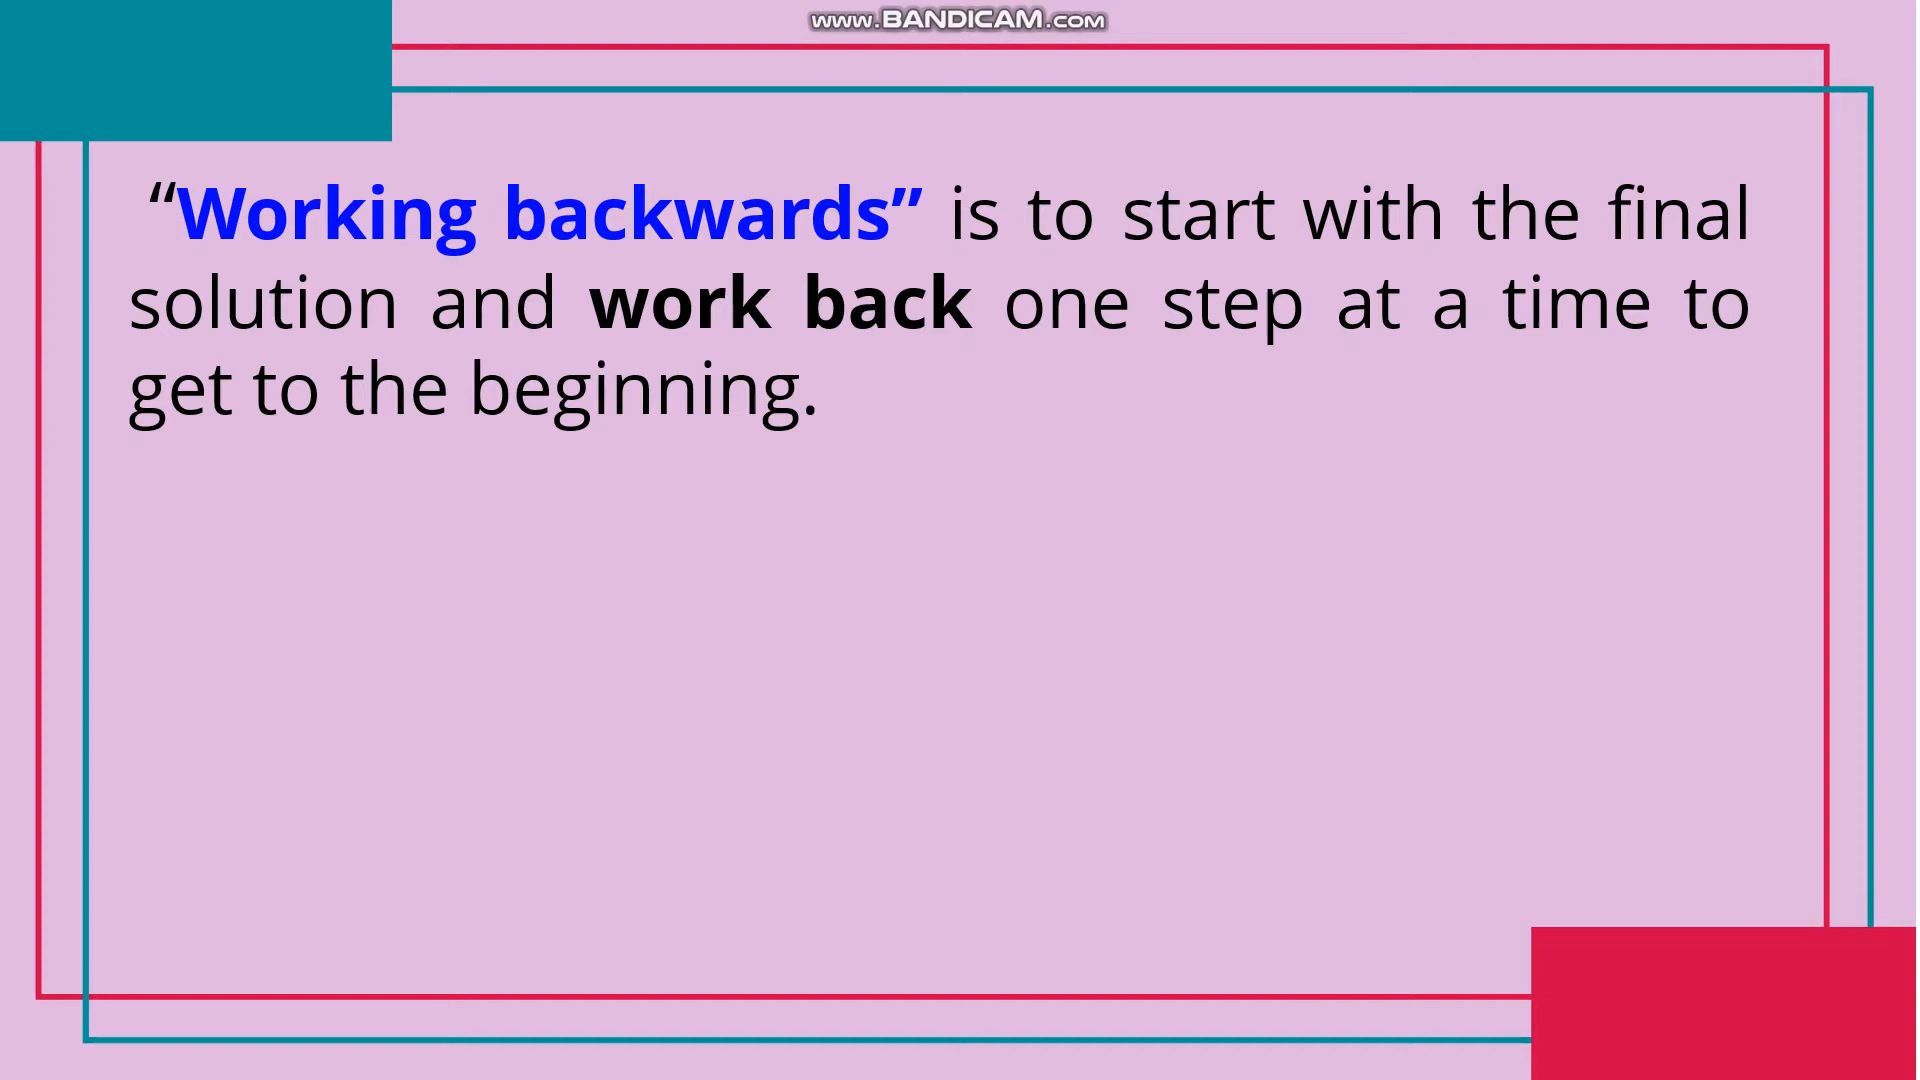 www.BANDICAM.com
“Working backwards” is to start with the final
solution and work back one step at a time to
get to the beginning.